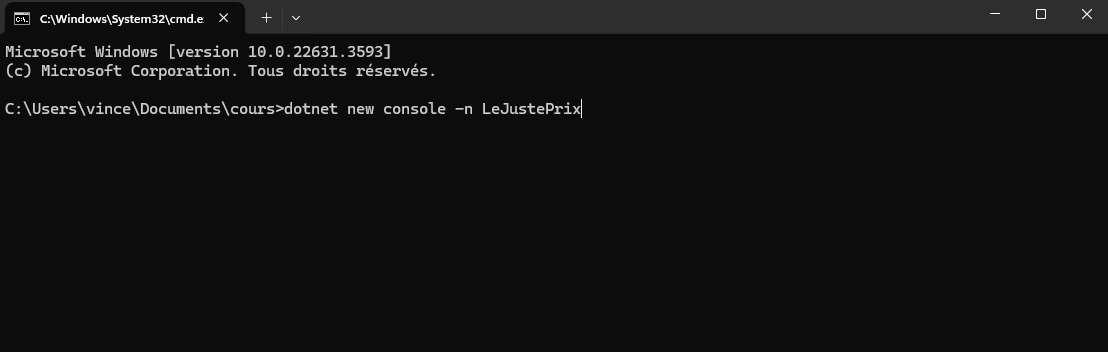 C:\Windows\System32\cmd.e
Microsoft Windows [version 10.0.22631.3593]
(c) Microsoft Corporation. Tous droits réservés.
C:\Users\vince\Documents\cours>dotnet new console -n LeJustePrix